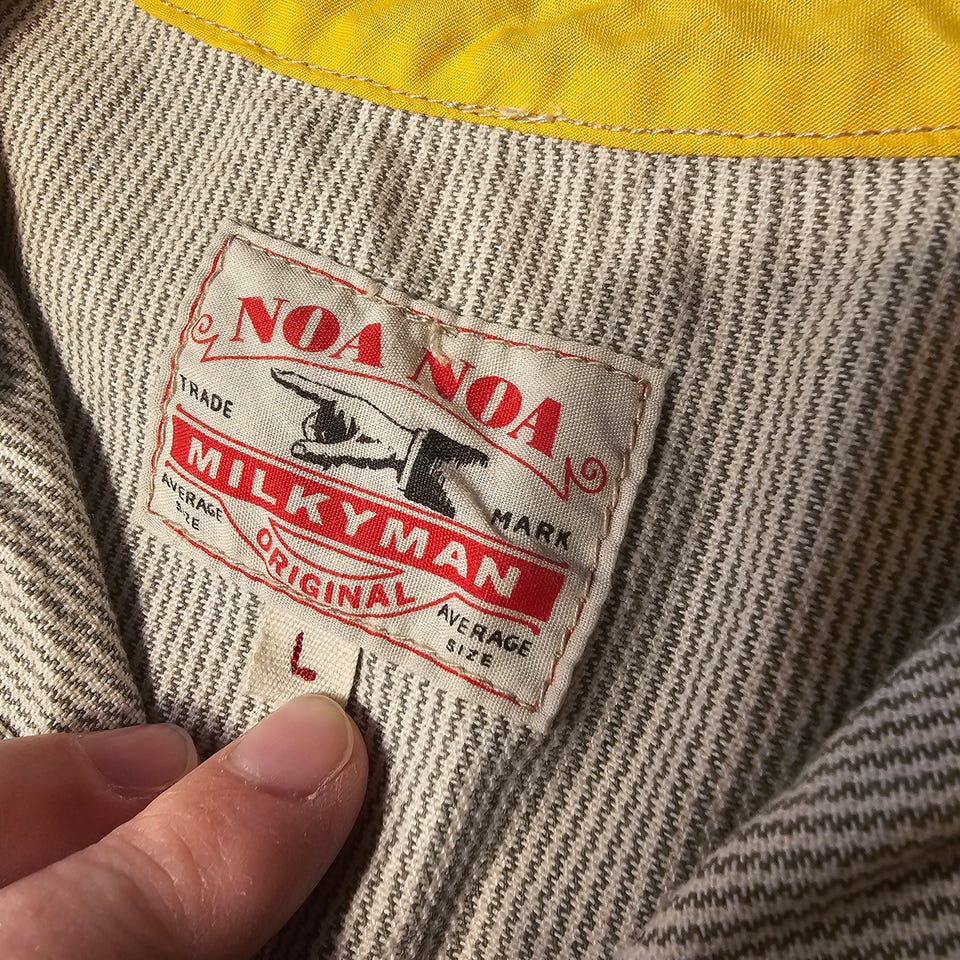 NOA NOA
TRADE
MARK
MILKYMAN
AVERAGE
SIZE
ORIGINAL
AVERAGE
SIZE
L